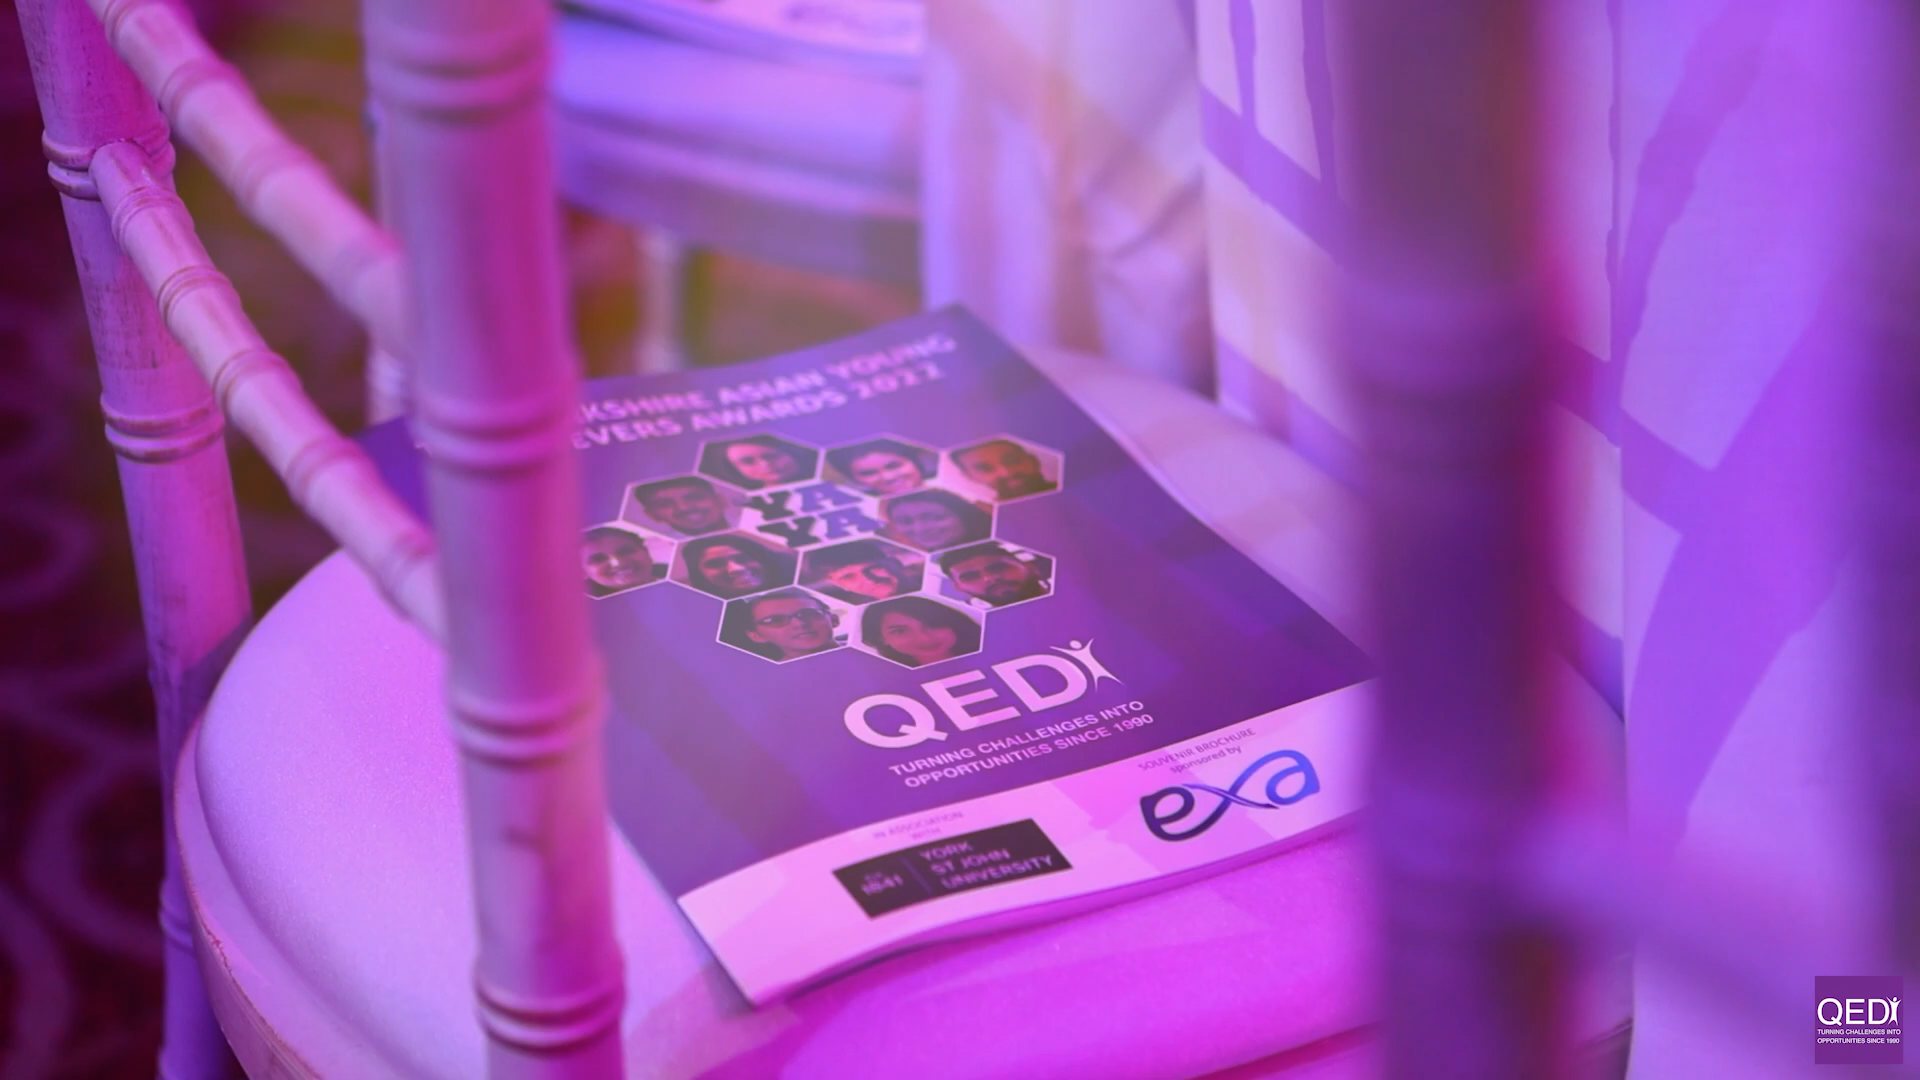 KSHIRE ASIAN YOUNG
EVERS AWARDS 2022
YA
YA
QED
TURNING CHALLENGES INTO
OPPORTUNITIES SINCE 1990
SOUVENIR BROCHURE
sponsored by
exa
IN ASSOCIATION
WITH
1841
YORK
ST JOHN
UNIVERSITY
QED
TURNING CHALLENGES INTO
OPPORTUNITIES SINCE 1990